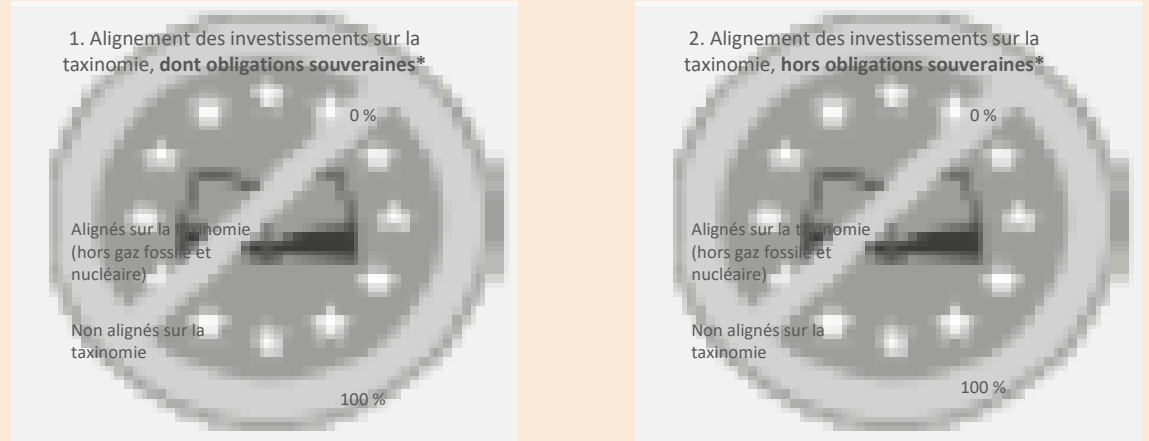 1. Alignement des investissements sur la
taxinomie, dont obligations souveraines*
0 %
Alignés sur la taxinomie
(hors gaz fossile et
nucléaire)
Non alignés sur la
taxinomie
100 %
2. Alignement des investissements sur la
taxinomie, hors obligations souveraines*
0 %
Alignés sur la taxinomie
(hors gaz fossile et
nucléaire)
Non alignés sur la
taxinomie
100 %